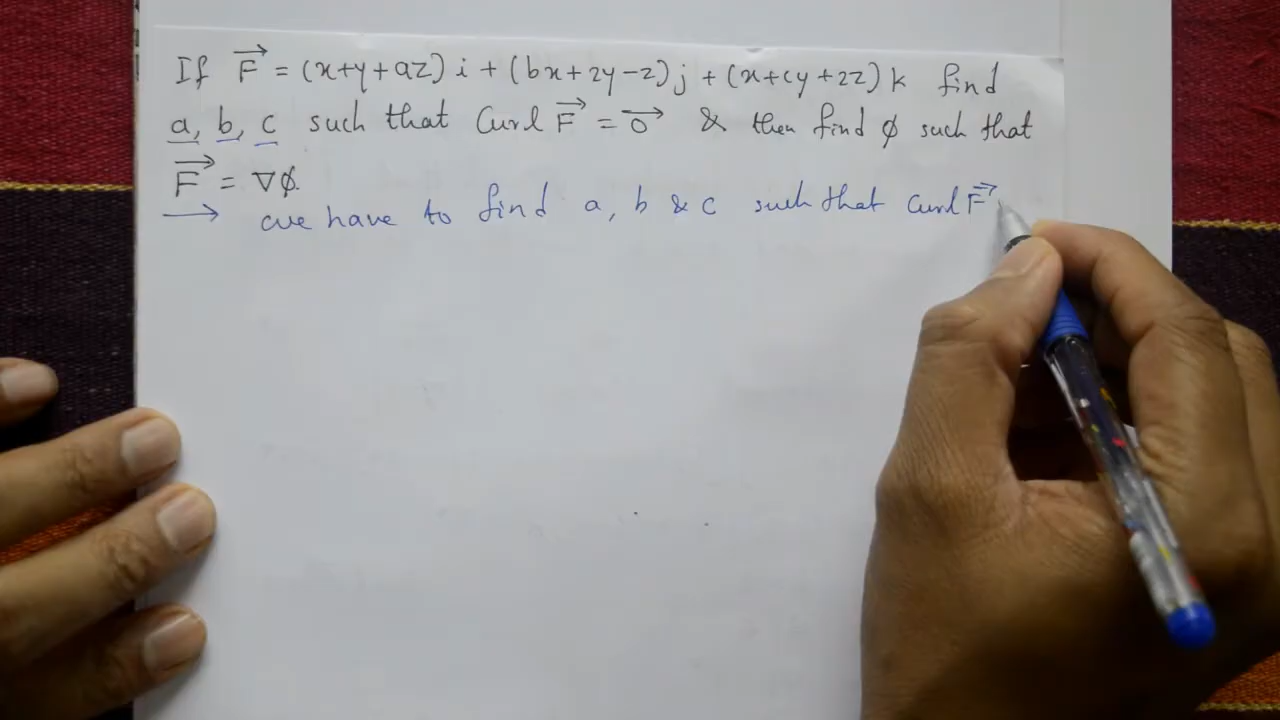 If F⃗ = (x+y+az) i + (bx+2y-z) j + (x+cy+2z) k find
a, b, c such that Curl F⃗ = 0⃗ & then find ϕ such that
F⃗ = ∇ϕ.
→ we have to find a, b & c such that Curl F⃗